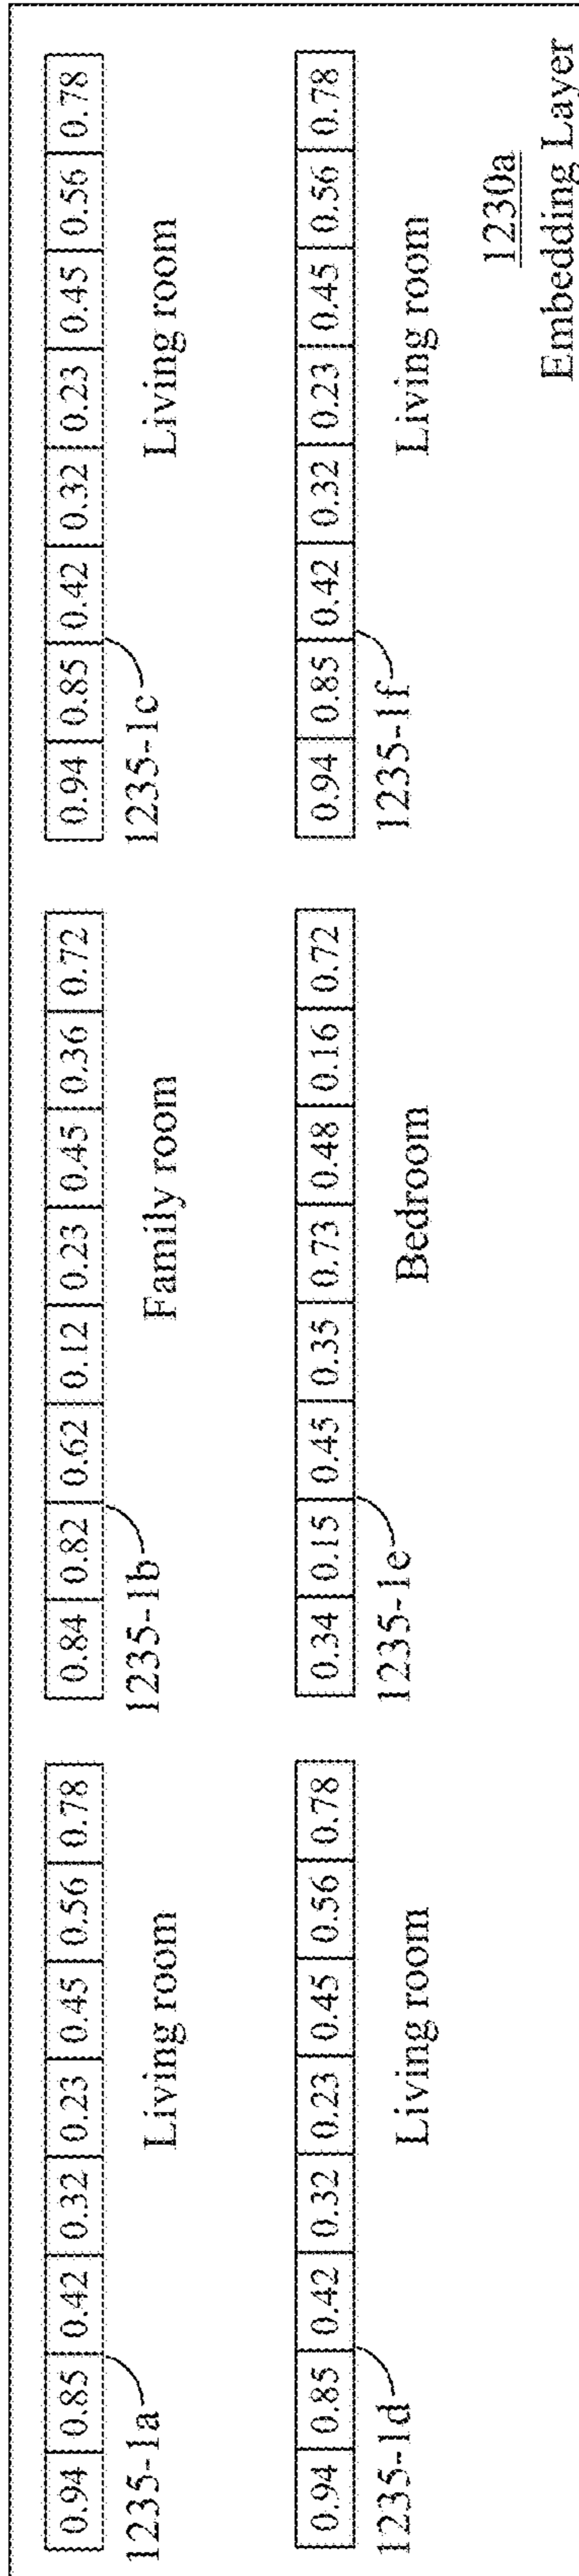 0.94 0.85 0.42 0.32 0.23 0.45 0.56 0.78
1235-1a
Living room
0.84 0.82 0.62 0.12 0.23 0.45 0.36 0.72
1235-1b
Family room
0.94 0.85 0.42 0.32 0.23 0.45 0.56 0.78
1235-1c
Living room
0.94 0.85 0.42 0.32 0.23 0.45 0.56 0.78
1235-1d
Living room
0.34 0.15 0.45 0.35 0.73 0.48 0.16 0.72
1235-1e
Bedroom
0.94 0.85 0.42 0.32 0.23 0.45 0.56 0.78
1235-1f
Living room
1230a
Embedding Layer